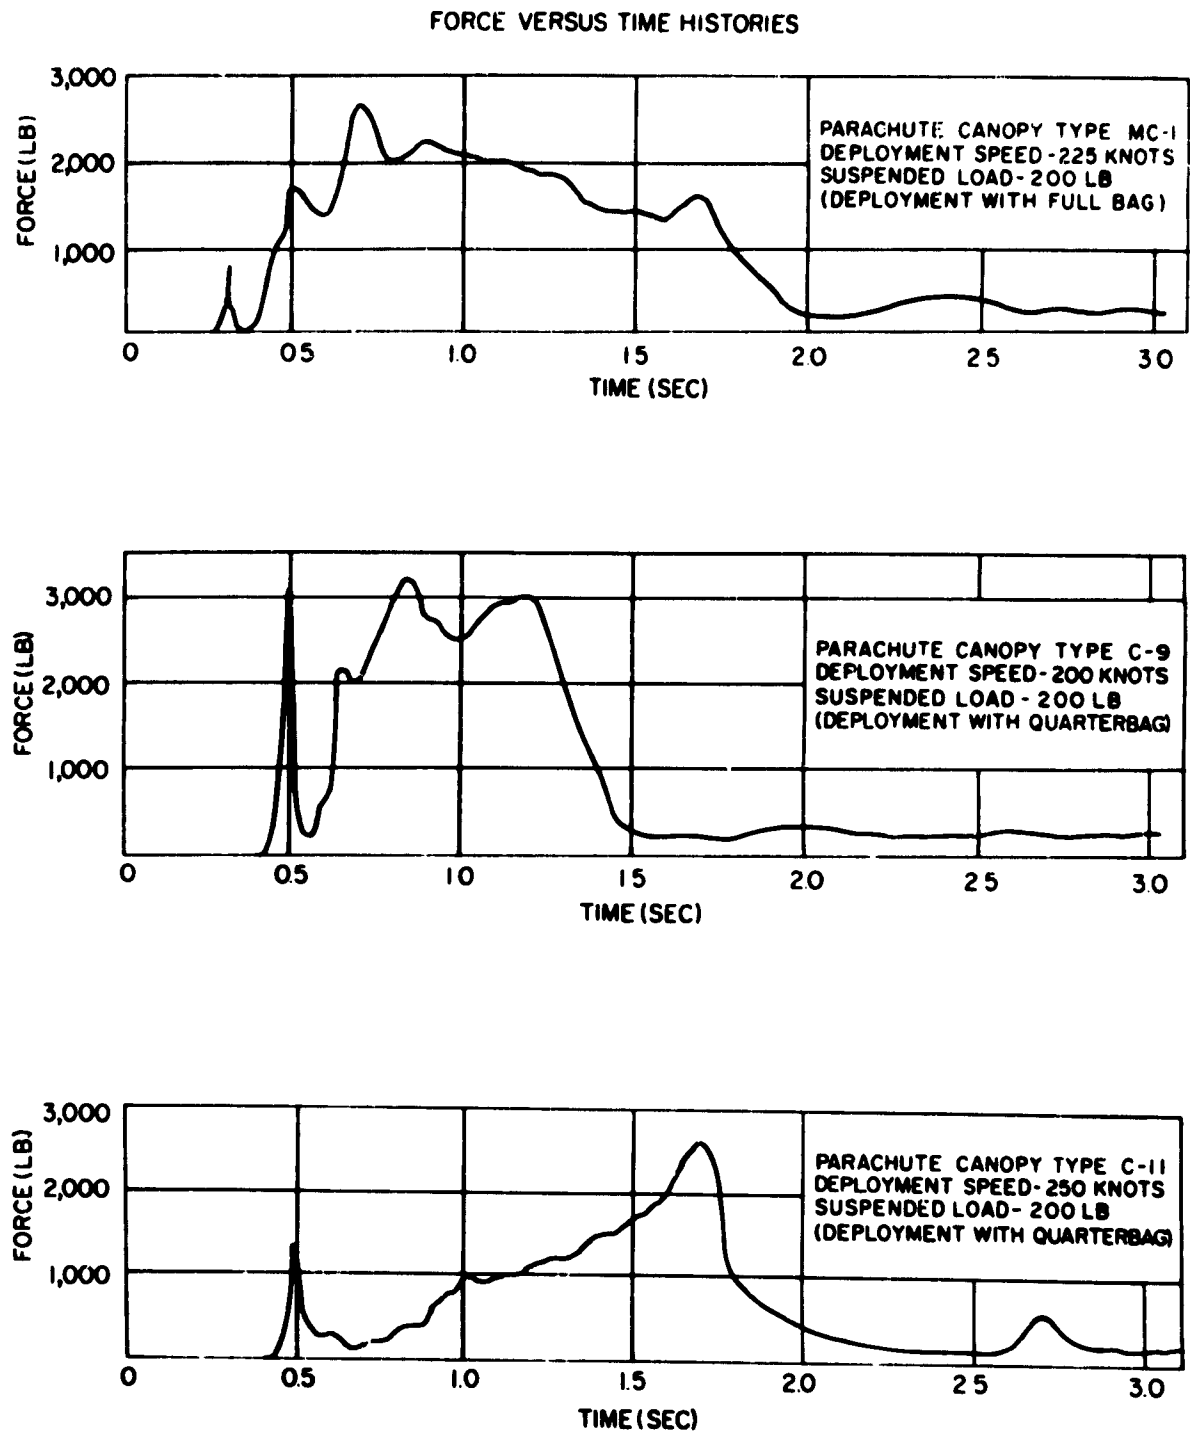 FORCE VERSUS TIME HISTORIES
3,000
2,000
1,000
FORCE (LB)
PARACHUTE CANOPY TYPE MC-1
DEPLOYMENT SPEED-225 KNOTS
SUSPENDED LOAD-200 LB
(DEPLOYMENT WITH FULL BAG)
0 0.5 1.0 1.5 2.0 2.5 3.0
TIME (SEC)
3,000
2,000
1,000
FORCE (LB)
PARACHUTE CANOPY TYPE C-9
DEPLOYMENT SPEED-200 KNOTS
SUSPENDED LOAD - 200 LB
(DEPLOYMENT WITH QUARTERBAG)
0 0.5 1.0 1.5 2.0 2.5 3.0
TIME (SEC)
3,000
2,000
1,000
FORCE (LB)
PARACHUTE CANOPY TYPE C-11
DEPLOYMENT SPEED-250 KNOTS
SUSPENDED LOAD- 200 LB
(DEPLOYMENT WITH QUARTERBAG)
0 0.5 1.0 1.5 2.0 2.5 3.0
TIME (SEC)